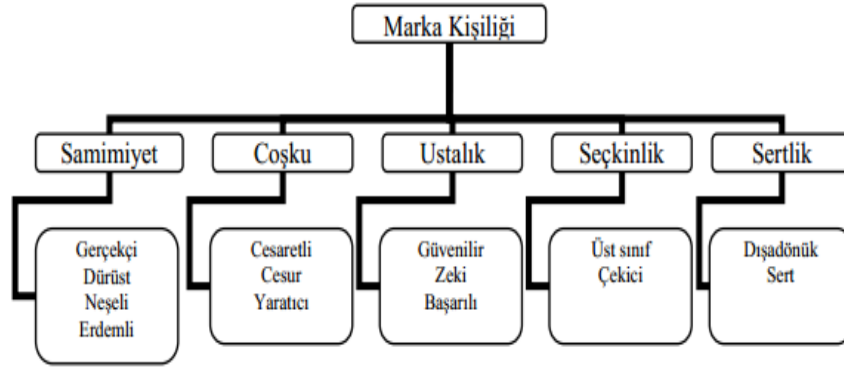 Marka Kişiliği
Samimiyet
Coşku
Ustalık
Seçkinlik
Sertlik
Gerçekçi
Dürüst
Neşeli
Erdemli
Cesaretli
Cesur
Yaratıcı
Güvenilir
Zeki
Başarılı
Üst sınıf
Çekici
Dışadönük
Sert